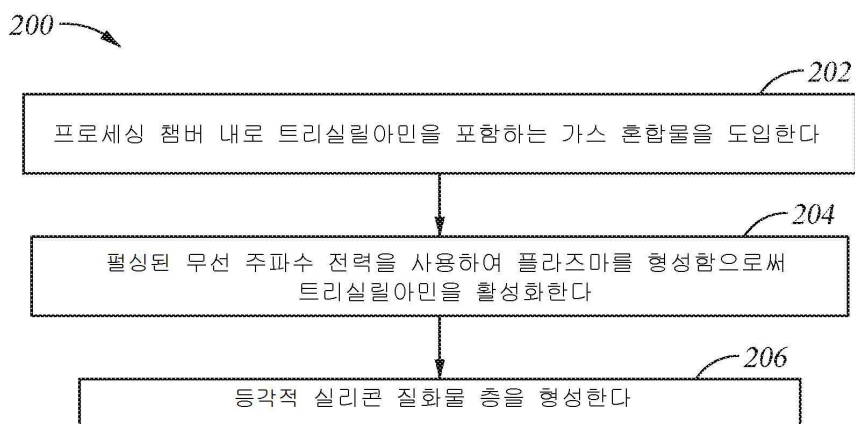 200
202
프로세싱 챔버 내로 트리실릴아민을 포함하는 가스 혼합물을 도입한다
204
펄싱된 무선 주파수 전력을 사용하여 플라즈마를 형성함으로써
트리실릴아민을 활성화한다
206
등각적 실리콘 질화물 층을 형성한다